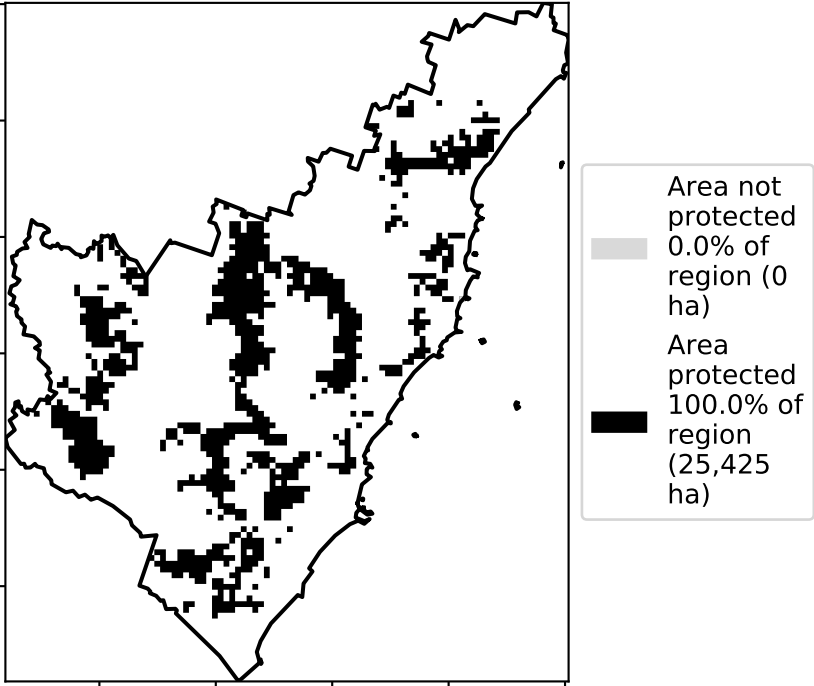 Area not
protected
0.0% of
region (0
ha)
Area
protected
100.0% of
region
(25,425
ha)